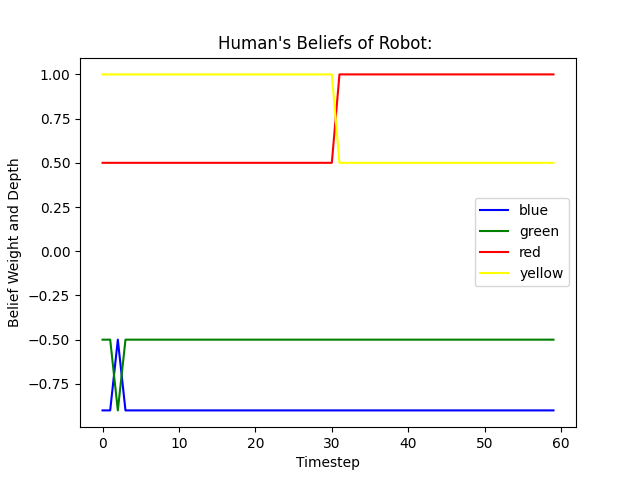 Human's Beliefs of Robot:
1.00
0.75
0.50
0.25
0.00
−0.25
−0.50
−0.75
Belief Weight and Depth
blue
green
red
yellow
0 10 20 30 40 50 60
Timestep